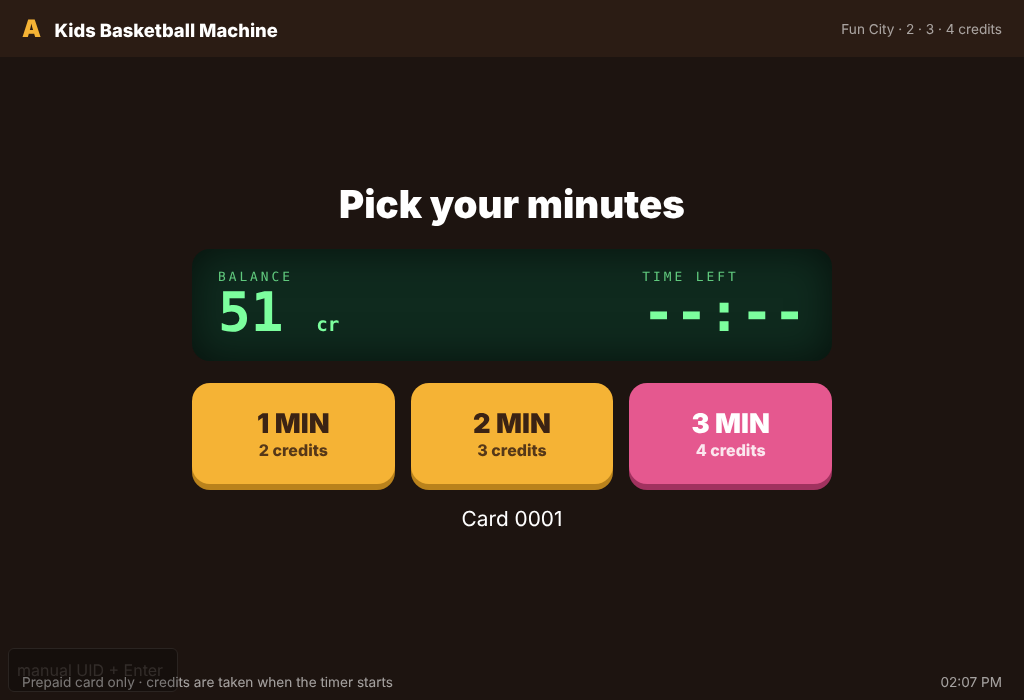 A Kids Basketball Machine
Fun City · 2 · 3 · 4 credits
Pick your minutes
BALANCE
51 cr
TIME LEFT
--:--
1 MIN
2 credits
2 MIN
3 credits
3 MIN
4 credits
Card 0001
manual UID + Enter
Prepaid card only · credits are taken when the timer starts
02:07 PM